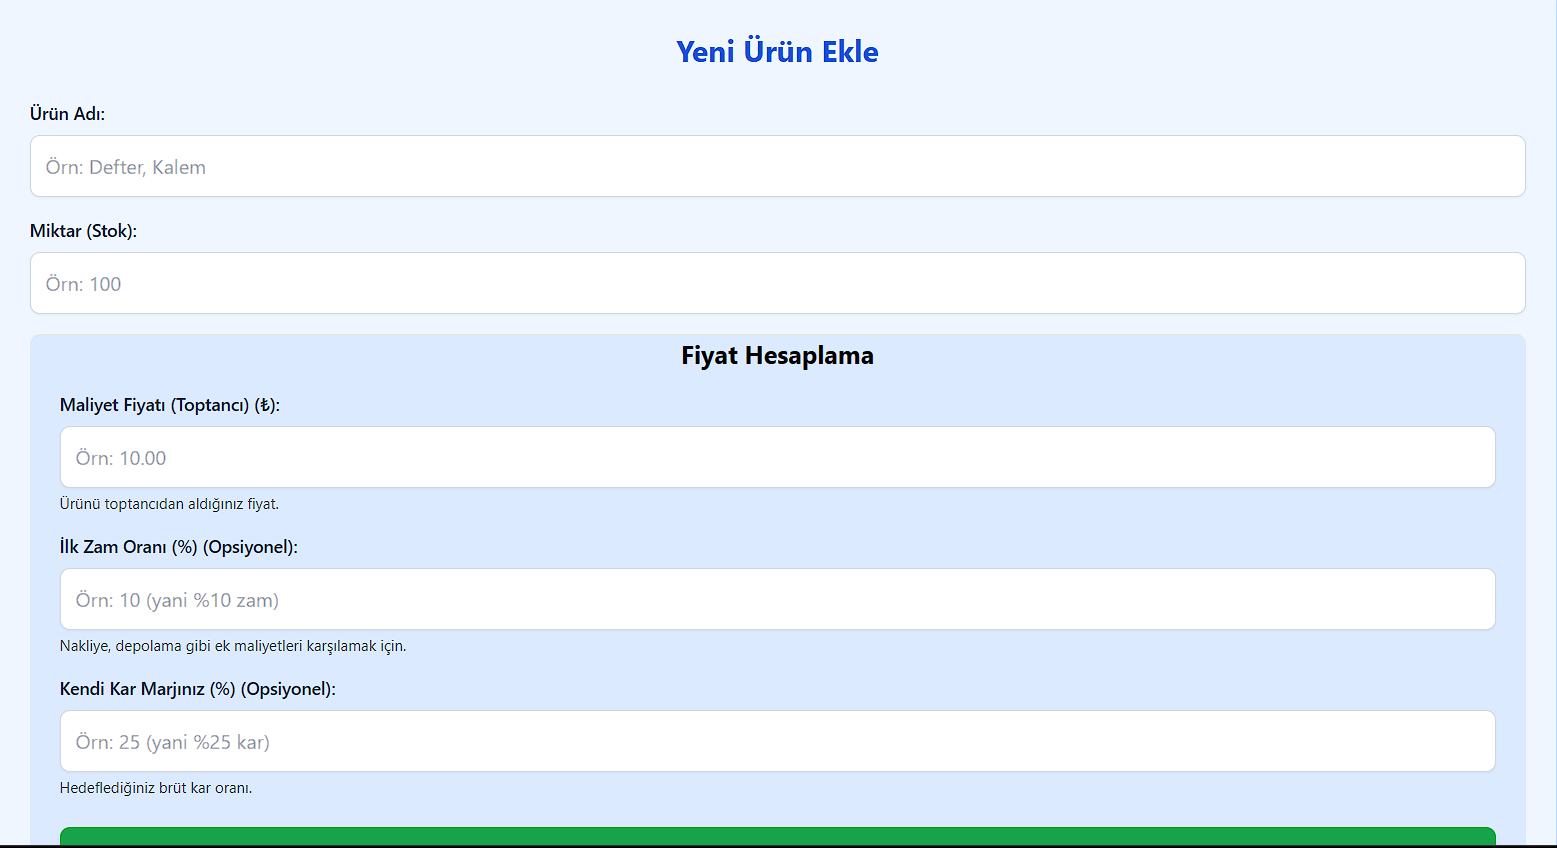 Yeni Ürün Ekle
Ürün Adı:
Örn: Defter, Kalem
Miktar (Stok):
Örn: 100
Fiyat Hesaplama
Maliyet Fiyatı (Toptancı) (₺):
Örn: 10.00
Ürünü toptancıdan aldığınız fiyat.
İlk Zam Oranı (%) (Opsiyonel):
Örn: 10 (yani %10 zam)
Nakliye, depolama gibi ek maliyetleri karşılamak için.
Kendi Kar Marjınız (%) (Opsiyonel):
Örn: 25 (yani %25 kar)
Hedeflediğiniz brüt kar oranı.